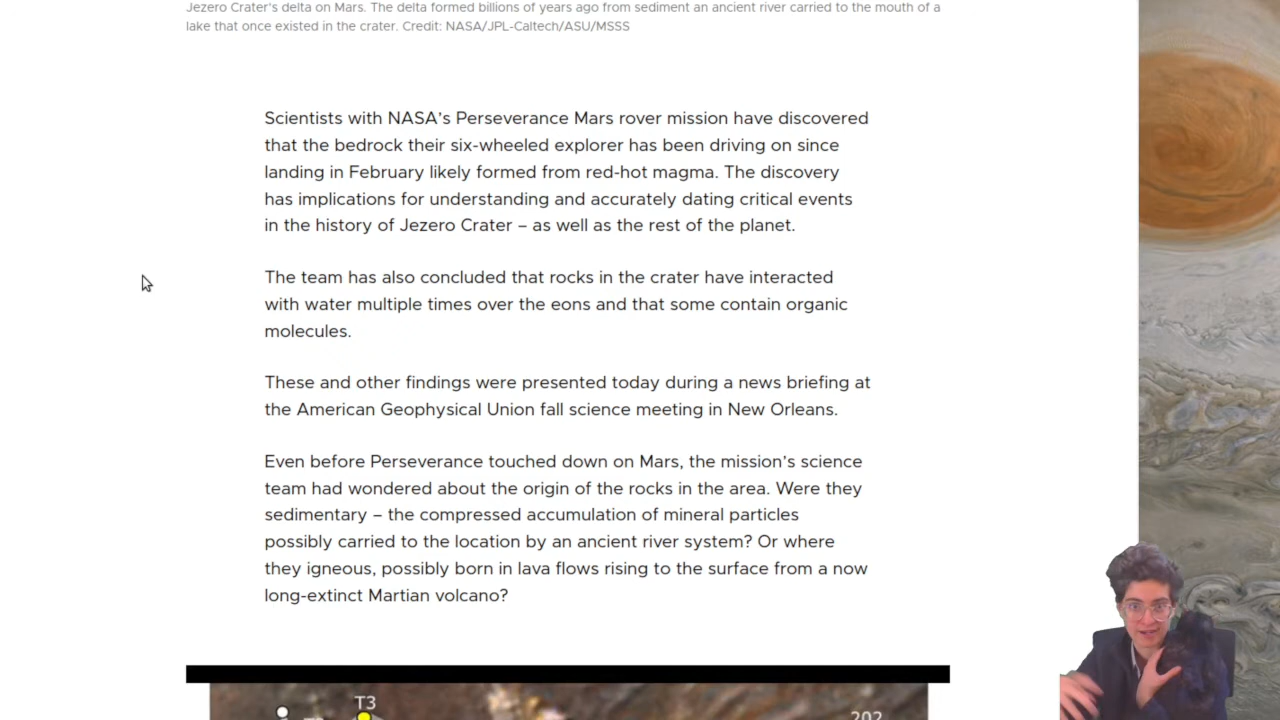 Jezero Crater's delta on Mars. The delta formed billions of years ago from sediment an ancient river carried to the mouth of a
lake that once existed in the crater. Credit: NASA/JPL-Caltech/ASU/MSSS
Scientists with NASA's Perseverance Mars rover mission have discovered
that the bedrock their six-wheeled explorer has been driving on since
landing in February likely formed from red-hot magma. The discovery
has implications for understanding and accurately dating critical events
in the history of Jezero Crater – as well as the rest of the planet.
The team has also concluded that rocks in the crater have interacted
with water multiple times over the eons and that some contain organic
molecules.
These and other findings were presented today during a news briefing at
the American Geophysical Union fall science meeting in New Orleans.
Even before Perseverance touched down on Mars, the mission's science
team had wondered about the origin of the rocks in the area. Were they
sedimentary – the compressed accumulation of mineral particles
possibly carried to the location by an ancient river system? Or where
they igneous, possibly born in lava flows rising to the surface from a now
long-extinct Martian volcano?
T3
202